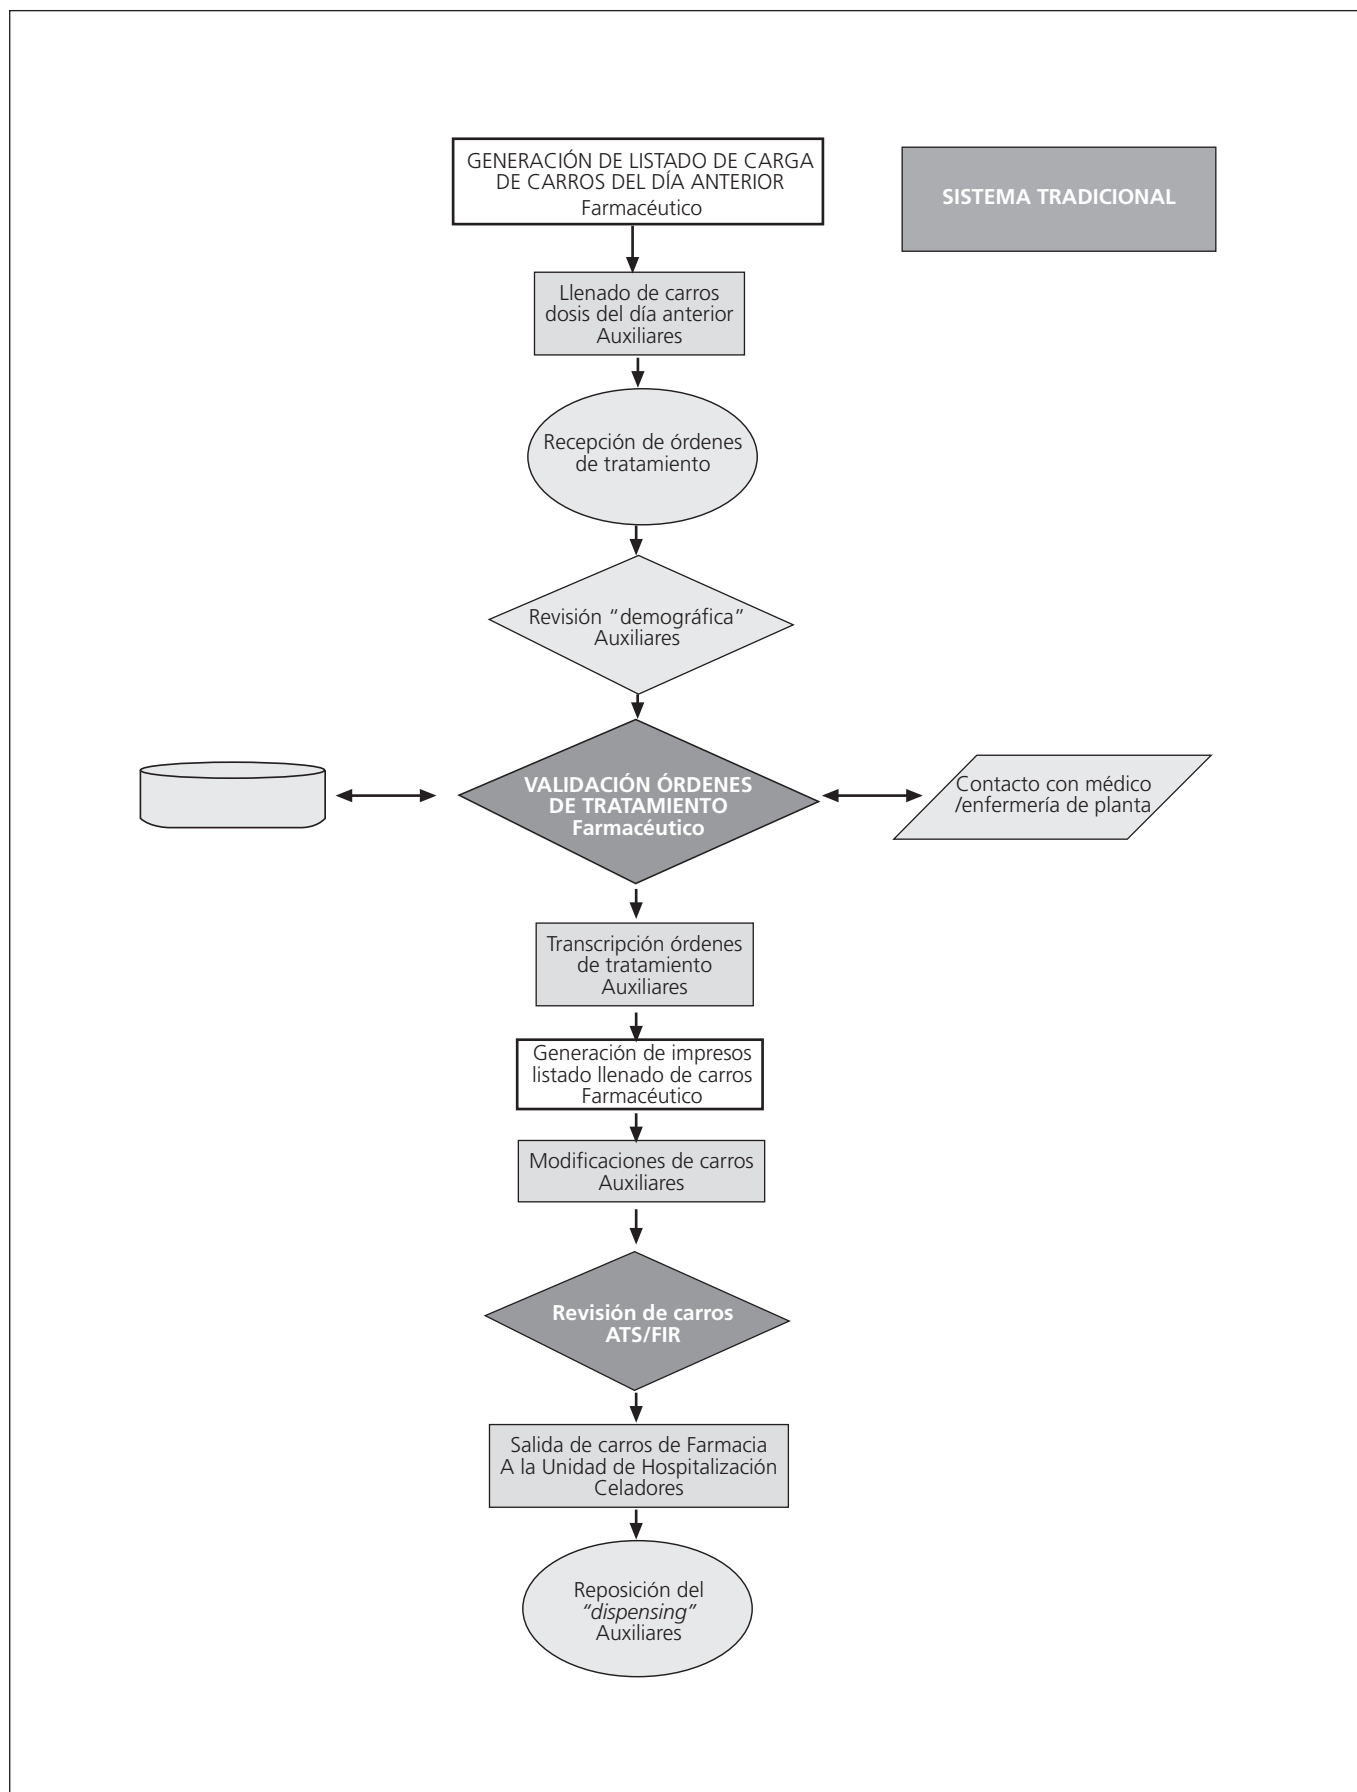 GENERACIÓN DE LISTADO DE CARGA
DE CARROS DEL DÍA ANTERIOR
Farmacéutico
SISTEMA TRADICIONAL
Llenado de carros
dosis del día anterior
Auxiliares
Recepción de órdenes
de tratamiento
Revisión “demográfica”
Auxiliares
VALIDACIÓN ÓRDENES
DE TRATAMIENTO
Farmacéutico
Contacto con médico
/enfermería de planta
Transcripción órdenes
de tratamiento
Auxiliares
Generación de impresos
listado llenado de carros
Farmacéutico
Modificaciones de carros
Auxiliares
Revisión de carros
ATS/FIR
Salida de carros de Farmacia
A la Unidad de Hospitalización
Celadores
Reposición del
“dispensing”
Auxiliares